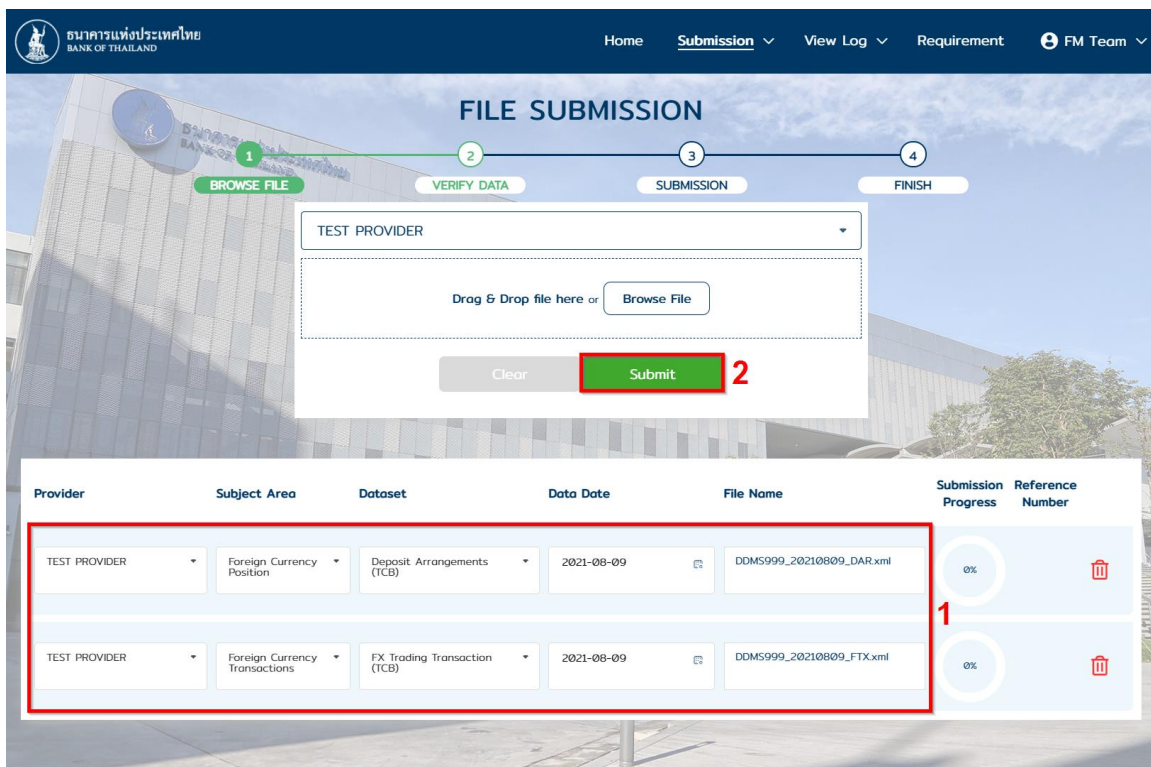 ธนาคารแห่งประเทศไทย
BANK OF THAILAND
Home Submission View Log Requirement FM Team
FILE SUBMISSION
1 2 3 4
BROWSE FILE VERIFY DATA SUBMISSION FINISH
TEST PROVIDER
Drag & Drop file here or Browse File
Clear Submit 2
Provider Subject Area Dataset Data Date File Name Submission Progress Reference Number
TEST PROVIDER Foreign Currency Position Deposit Arrangements (TCB) 2021-08-09 DDMS999_20210809_DAR.xml 0%
1
TEST PROVIDER Foreign Currency Transactions FX Trading Transaction (TCB) 2021-08-09 DDMS999_20210809_FTX.xml 0%